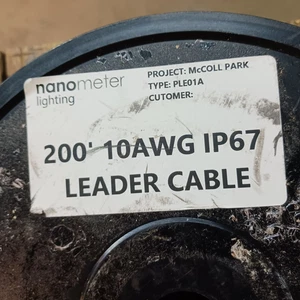 nanometer
lighting
PROJECT: McCOLL PARK
TYPE: PLE01A
CUTOMER:
200' 10AWG IP67
LEADER CABLE